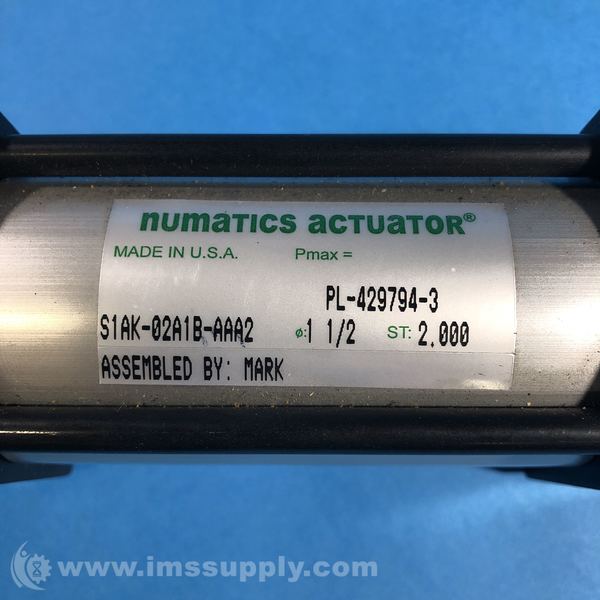 numatics actuator®
MADE IN U.S.A. Pmax =
PL-429794-3
S1AK-02A1B-AAA2 ø:1 1/2 ST: 2.000
ASSEMBLED BY: MARK
www.imssupply.com